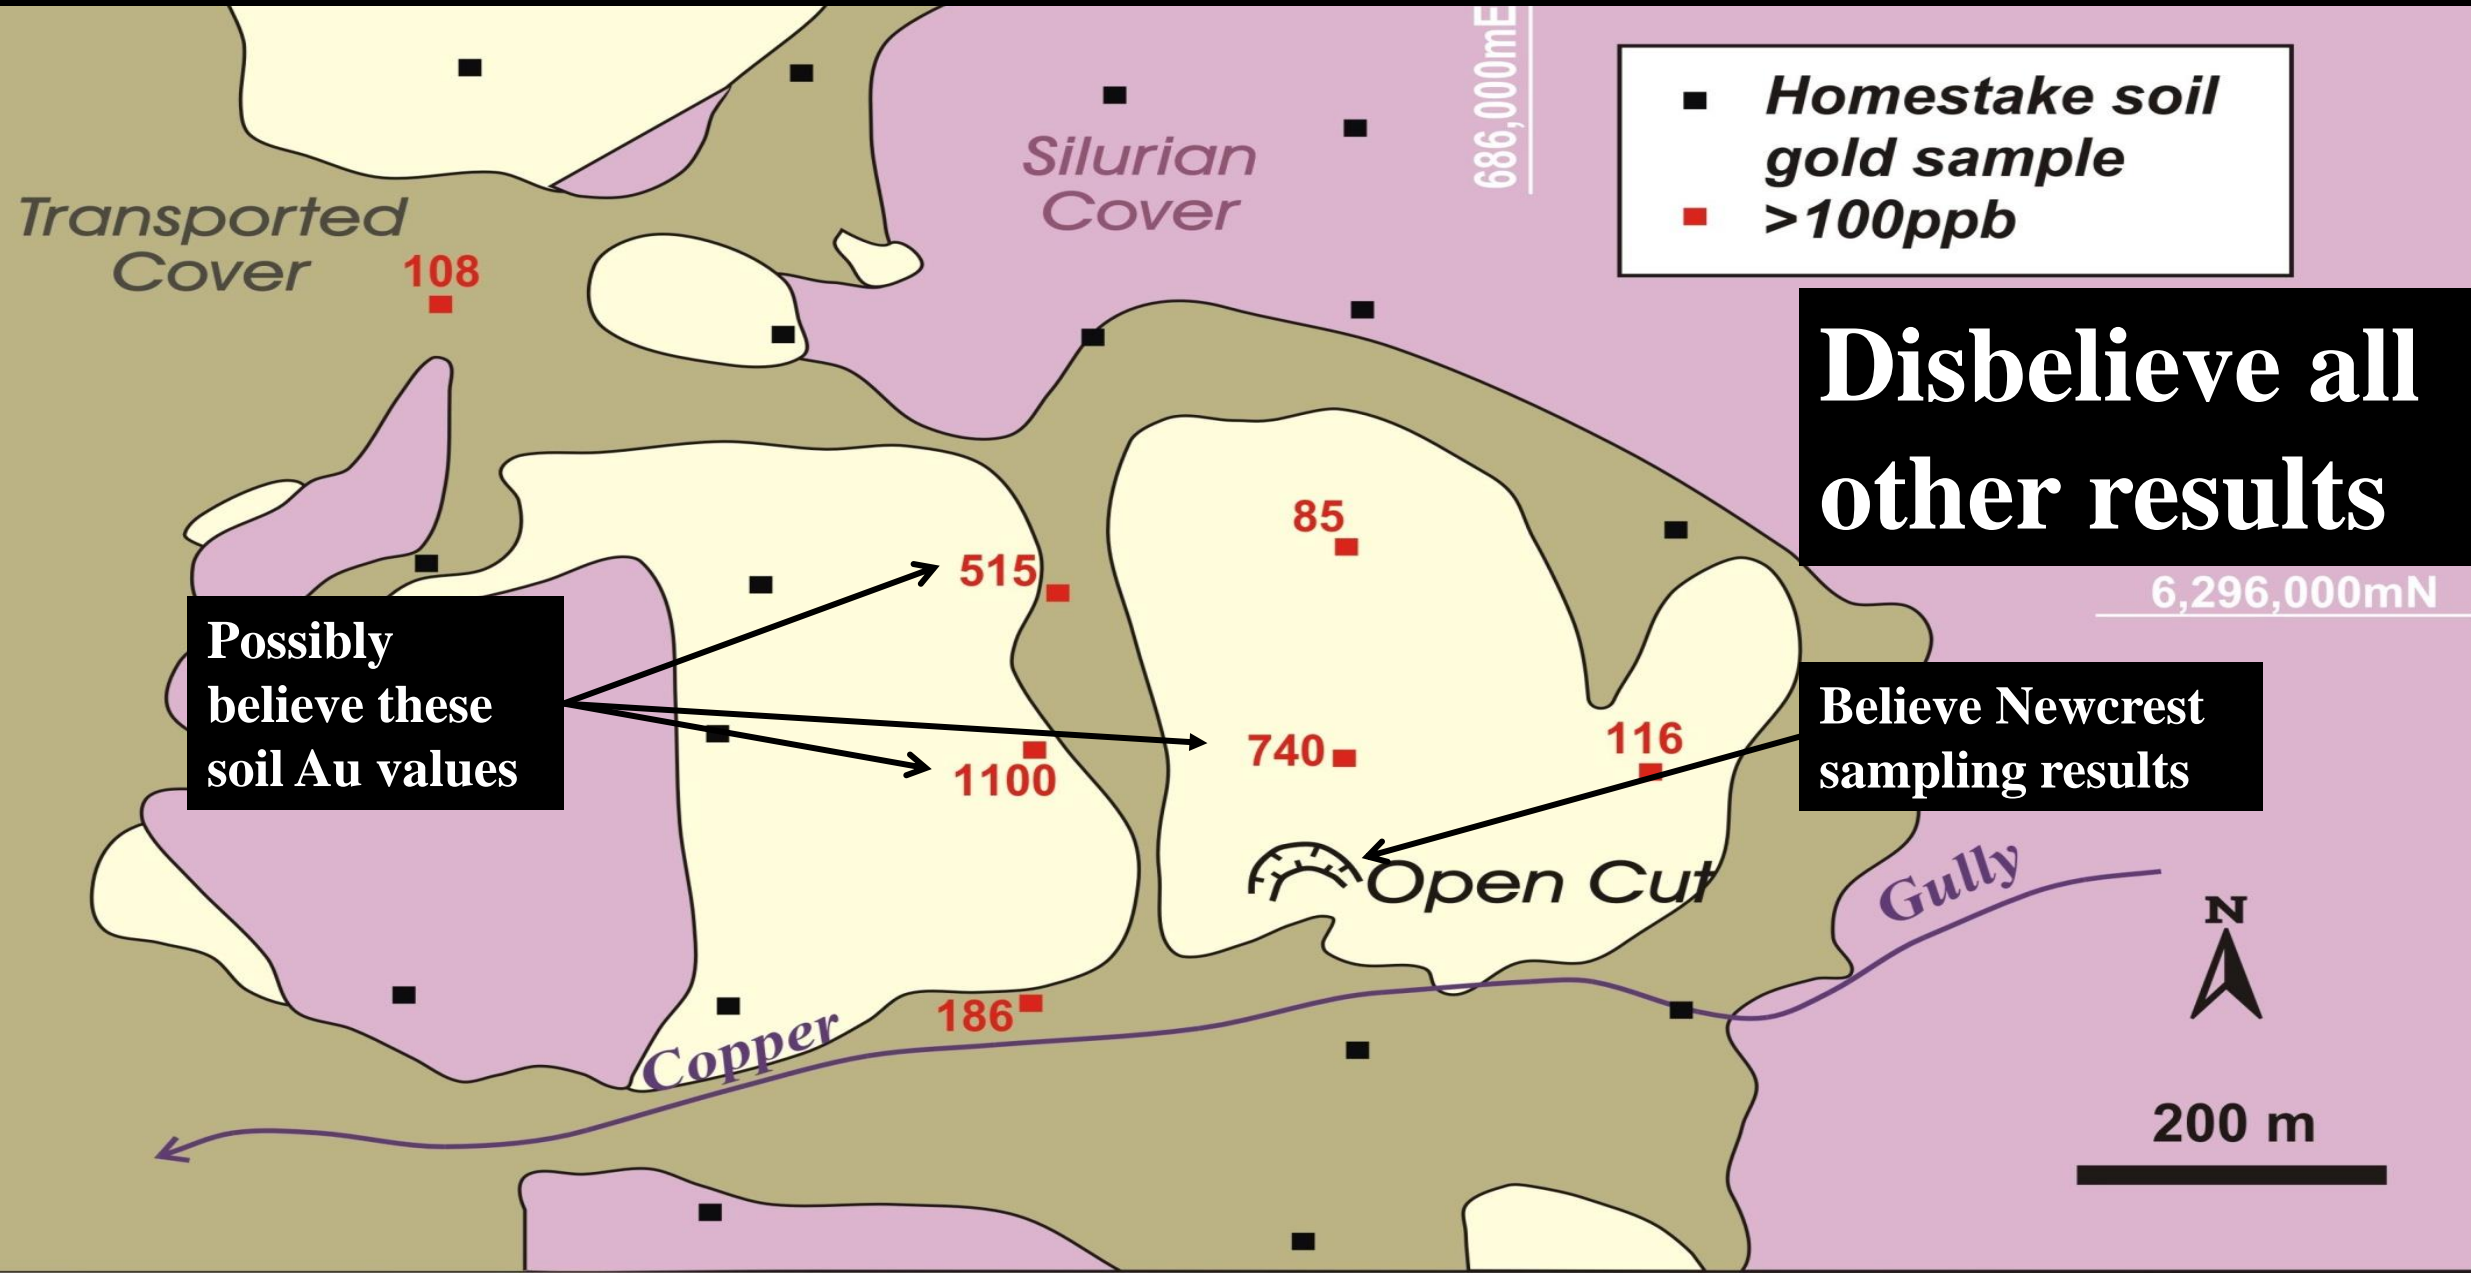 686,000mE
Homestake soil
gold sample
>100ppb
Silurian
Cover
Transported
Cover
108
Disbelieve all
other results
85
515
6,296,000mN
Possibly
believe these
soil Au values
Believe Newcrest
sampling results
116
740
1100
Open Cut
Gully
N
186
Copper
200 m